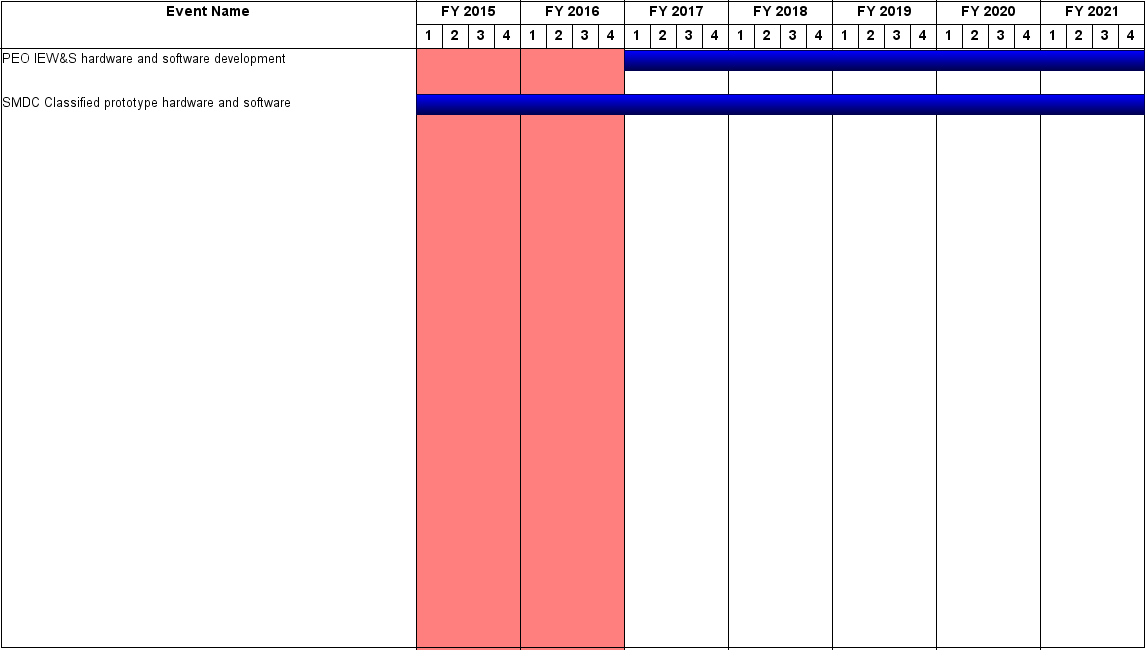 Event Name FY 2015 FY 2016 FY 2017 FY 2018 FY 2019 FY 2020 FY 2021
1 2 3 4 1 2 3 4 1 2 3 4 1 2 3 4 1 2 3 4 1 2 3 4 1 2 3 4
PEO IEW&S hardware and software development
SMDC Classified prototype hardware and software